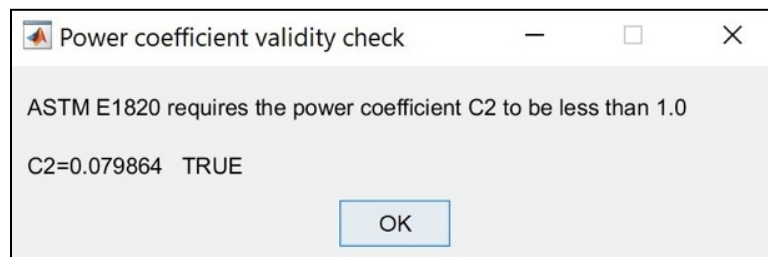 Power coefficient validity check
ASTM E1820 requires the power coefficient C2 to be less than 1.0
C2=0.079864 TRUE
OK